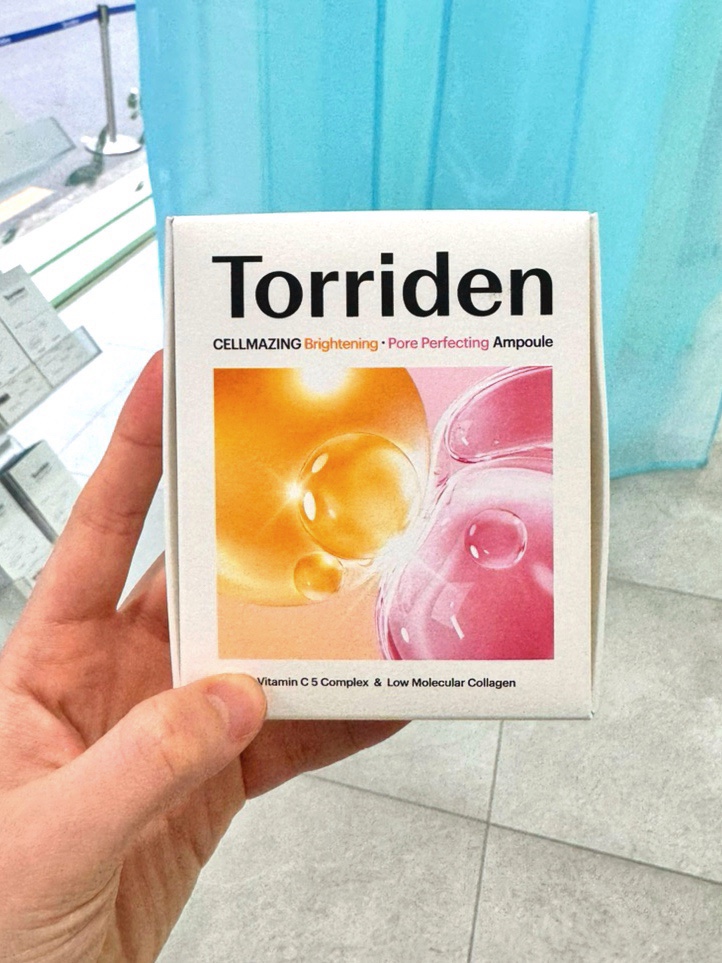 Torriden
CELLMAZING Brightening · Pore Perfecting Ampoule
Vitamin C 5 Complex & Low Molecular Collagen